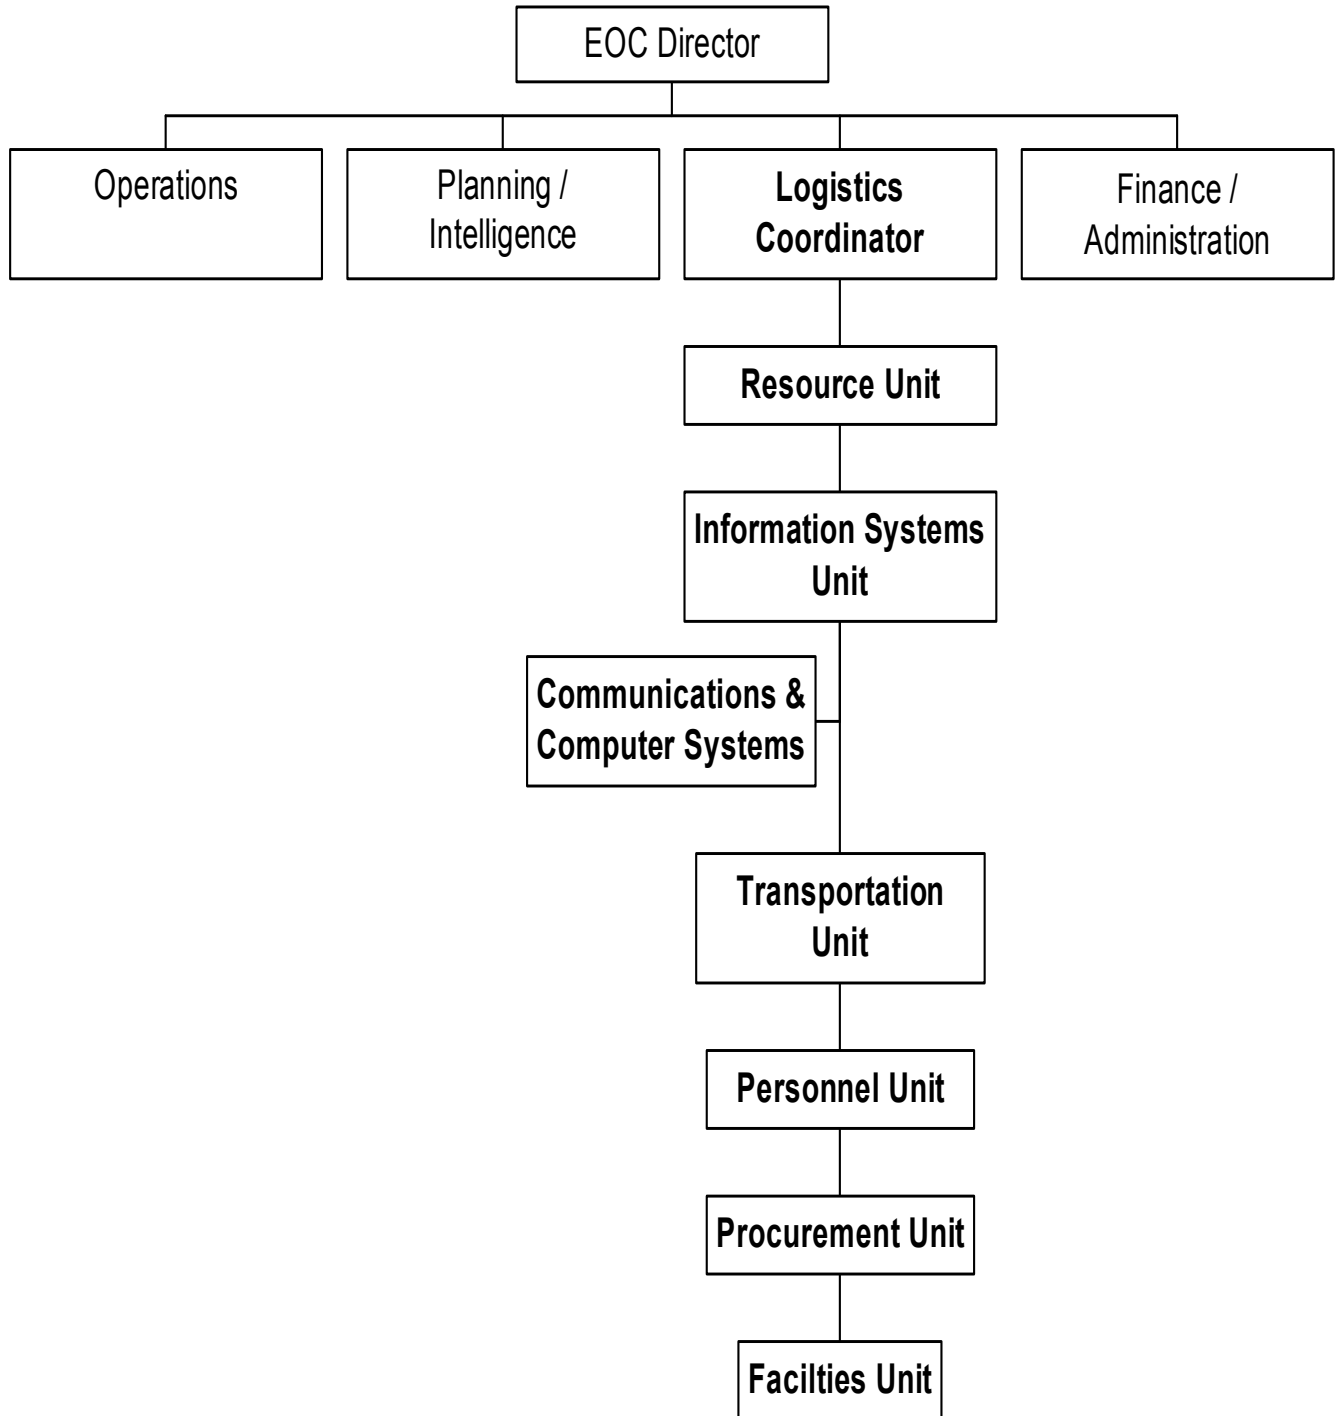 EOC Director
Operations
Planning /
Intelligence
Logistics
Coordinator
Finance /
Administration
Resource Unit
Information Systems
Unit
Communications &
Computer Systems
Transportation
Unit
Personnel Unit
Procurement Unit
Facilties Unit